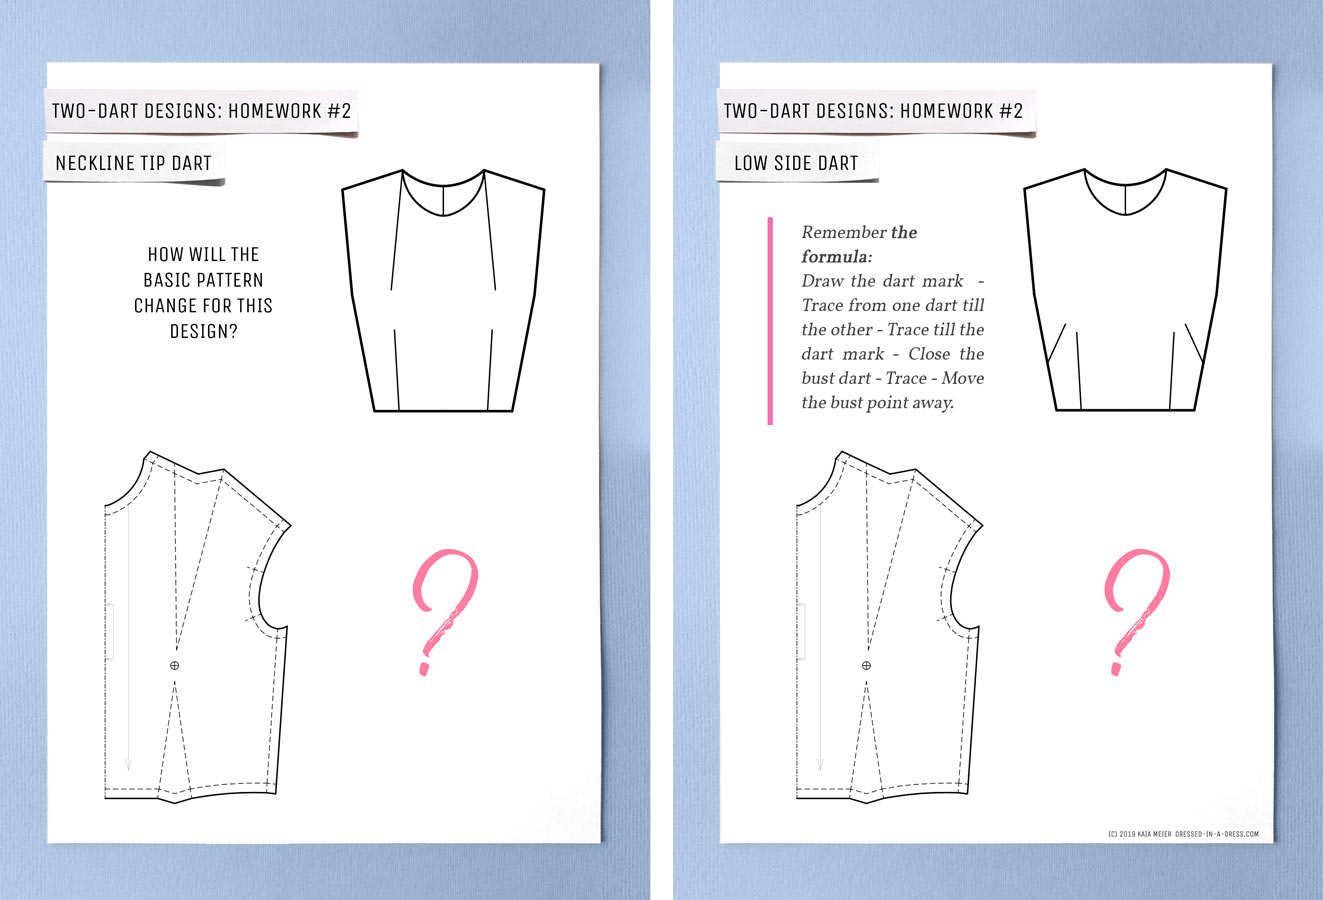 TWO-DART DESIGNS: HOMEWORK #2
NECKLINE TIP DART
HOW WILL THE
BASIC PATTERN
CHANGE FOR THIS
DESIGN?
TWO-DART DESIGNS: HOMEWORK #2
LOW SIDE DART
Remember the
formula:
Draw the dart mark -
Trace from one dart till
the other - Trace till the
dart mark - Close the
bust dart - Trace - Move
the bust point away.
(C) 2019 KAIA MEIER DRESSED-IN-A-DRESS.COM